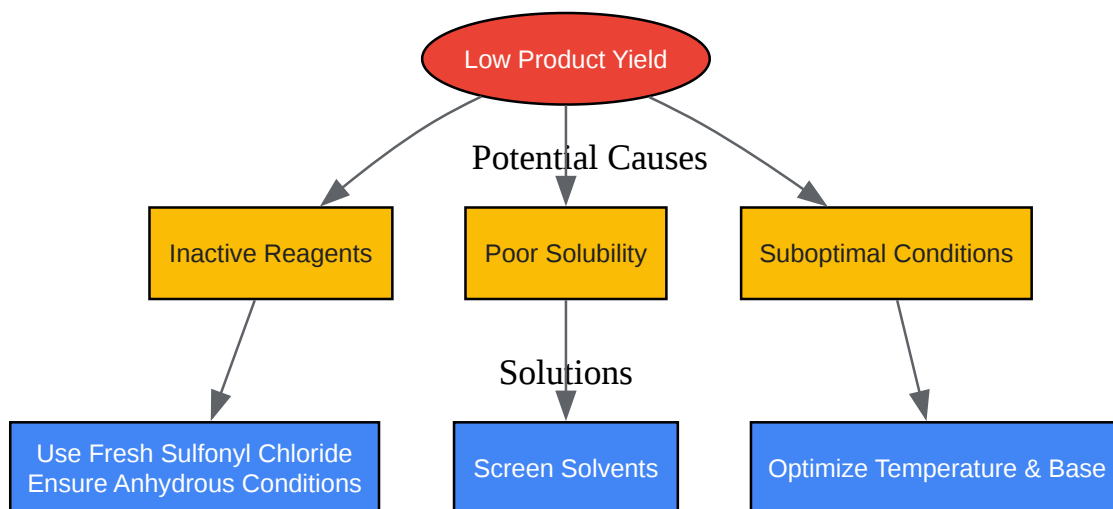 Low Product Yield
Potential Causes
Inactive Reagents
Poor Solubility
Suboptimal Conditions
Solutions
Use Fresh Sulfonyl Chloride
Ensure Anhydrous Conditions
Screen Solvents
Optimize Temperature & Base